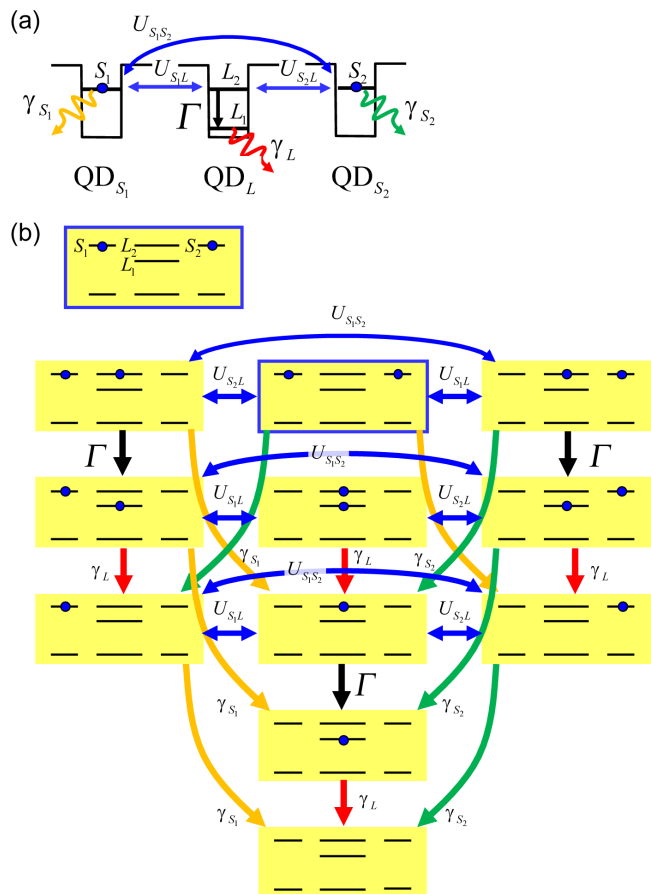 (a)
U_{S_1S_2}
S_1 U_{S_1L} L_2 U_{S_2L} S_2
γ_{S_1} Γ L_1 γ_L γ_{S_2}
QD_{S_1} QD_L QD_{S_2}
(b)
S_1 L_2 S_2
L_1
U_{S_1S_2}
U_{S_2L} U_{S_1L}
Γ U_{S_1S_2} Γ
U_{S_1L} U_{S_2L}
γ_L γ_{S_1} γ_L γ_{S_2} γ_L
U_{S_1S_2}
U_{S_1L} U_{S_2L}
γ_{S_1} Γ γ_{S_2}
γ_{S_1} γ_L γ_{S_2}